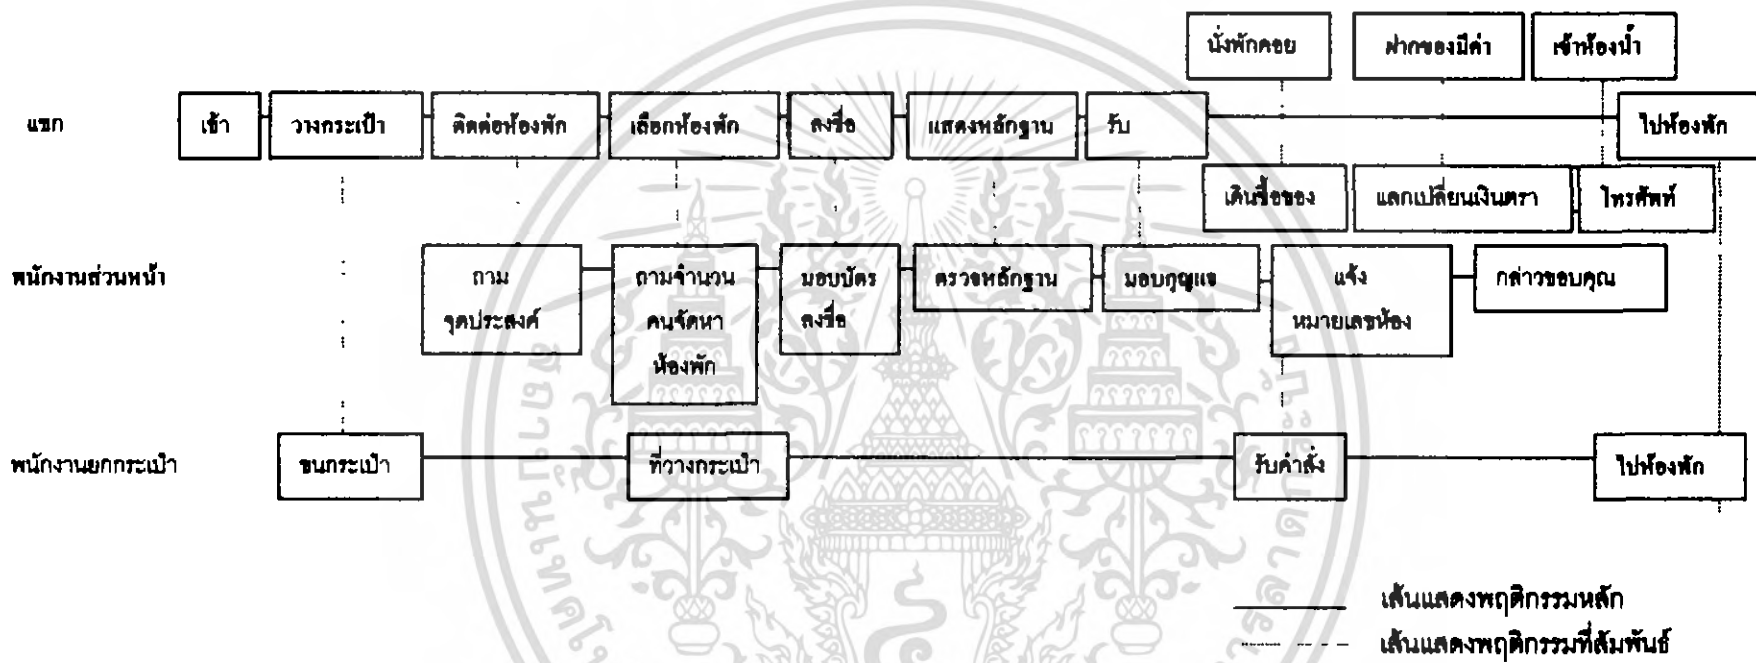 นั่งพักคอย ฝากของมีค่า เข้าห้องน้ำ
แขก เข้า วางกระเป๋า ติดต่อห้องพัก เลือกห้องพัก ลงชื่อ แสดงหลักฐาน รับ ไปห้องพัก
เดินซื้อของ แลกเปลี่ยนเงินตรา โทรศัพท์
พนักงานส่วนหน้า ถาม ถามจำนวน มอบบัตร ตรวจหลักฐาน มอบกุญแจ แจ้ง กล่าวขอบคุณ
จุดประสงค์ คนจัดหา ลงชื่อ หมายเลขห้อง
ห้องพัก
พนักงานยกกระเป๋า ขนกระเป๋า ที่วางกระเป๋า รับคำสั่ง ไปห้องพัก
เส้นแสดงพฤติกรรมหลัก
เส้นแสดงพฤติกรรมที่สัมพันธ์